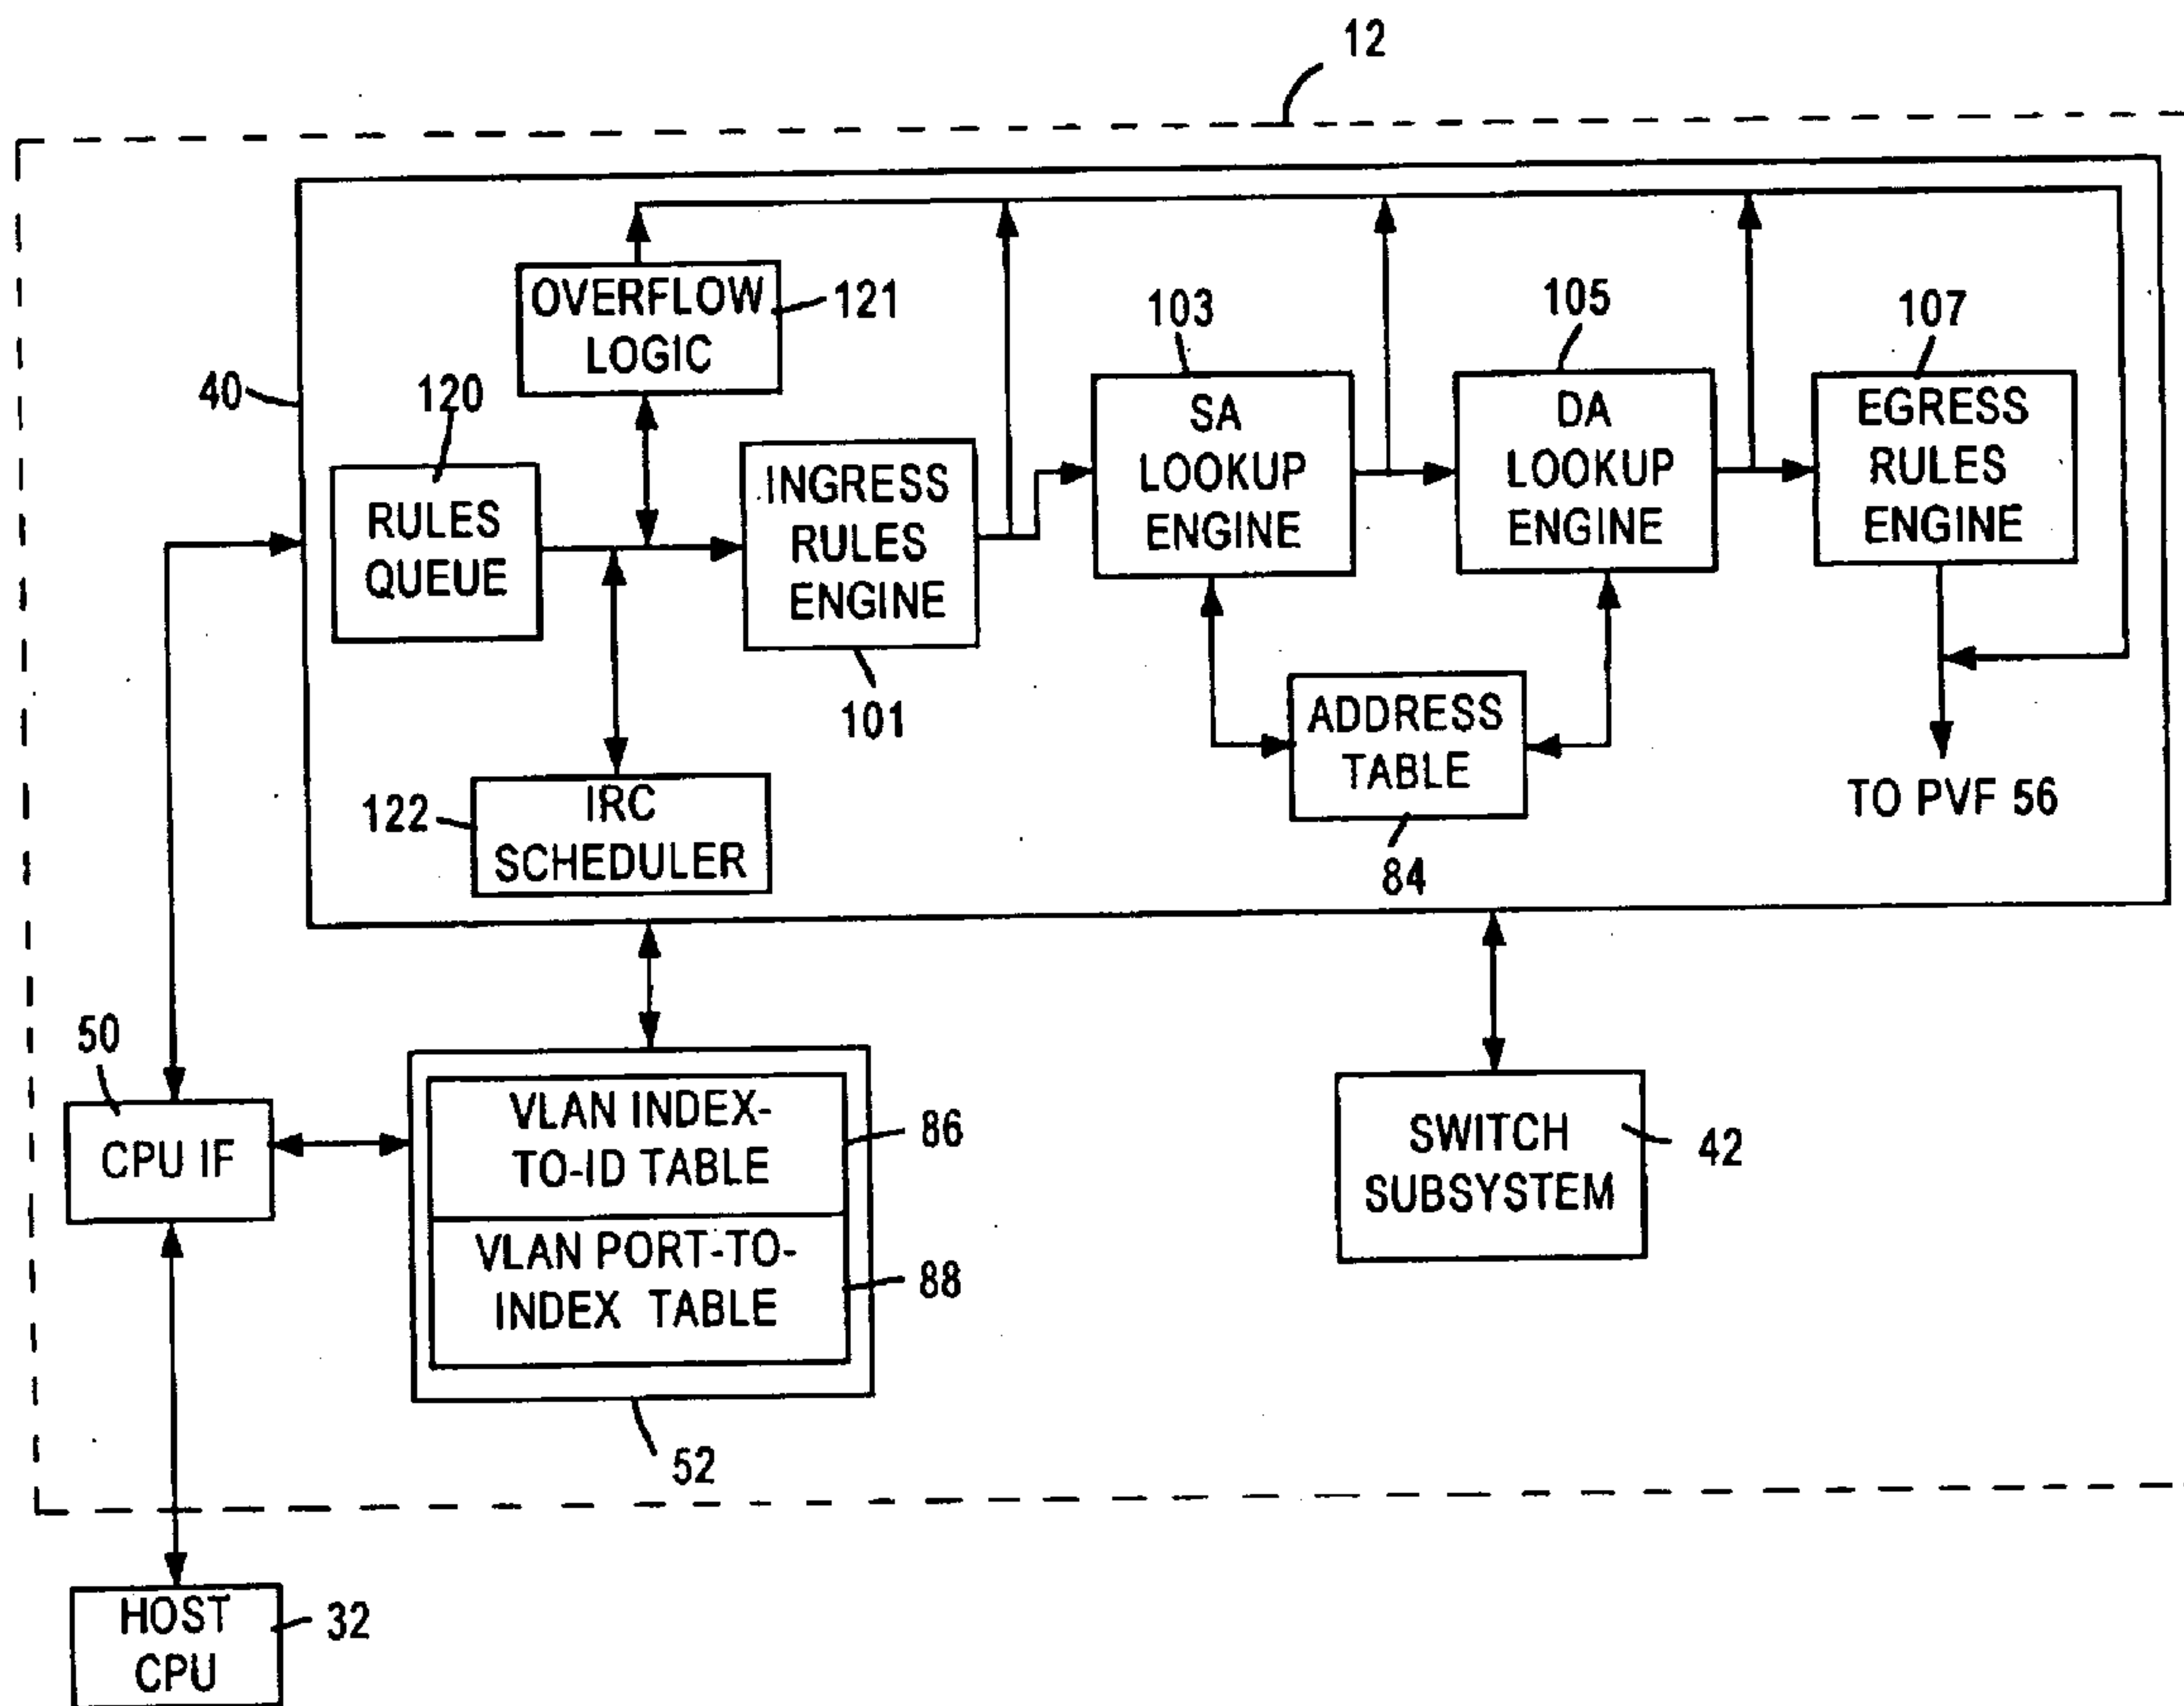 12
OVERFLOW
LOGIC
121
103
105
107
40
120
SA
LOOKUP
ENGINE
DA
LOOKUP
ENGINE
EGRESS
RULES
ENGINE
RULES
QUEUE
INGRESS
RULES
ENGINE
101
ADDRESS
TABLE
TO PVF 56
122
IRC
SCHEDULER
84
50
CPU IF
VLAN INDEX-
TO-ID TABLE
86
VLAN PORT-TO-
INDEX TABLE
88
SWITCH
SUBSYSTEM
42
52
HOST
CPU
32